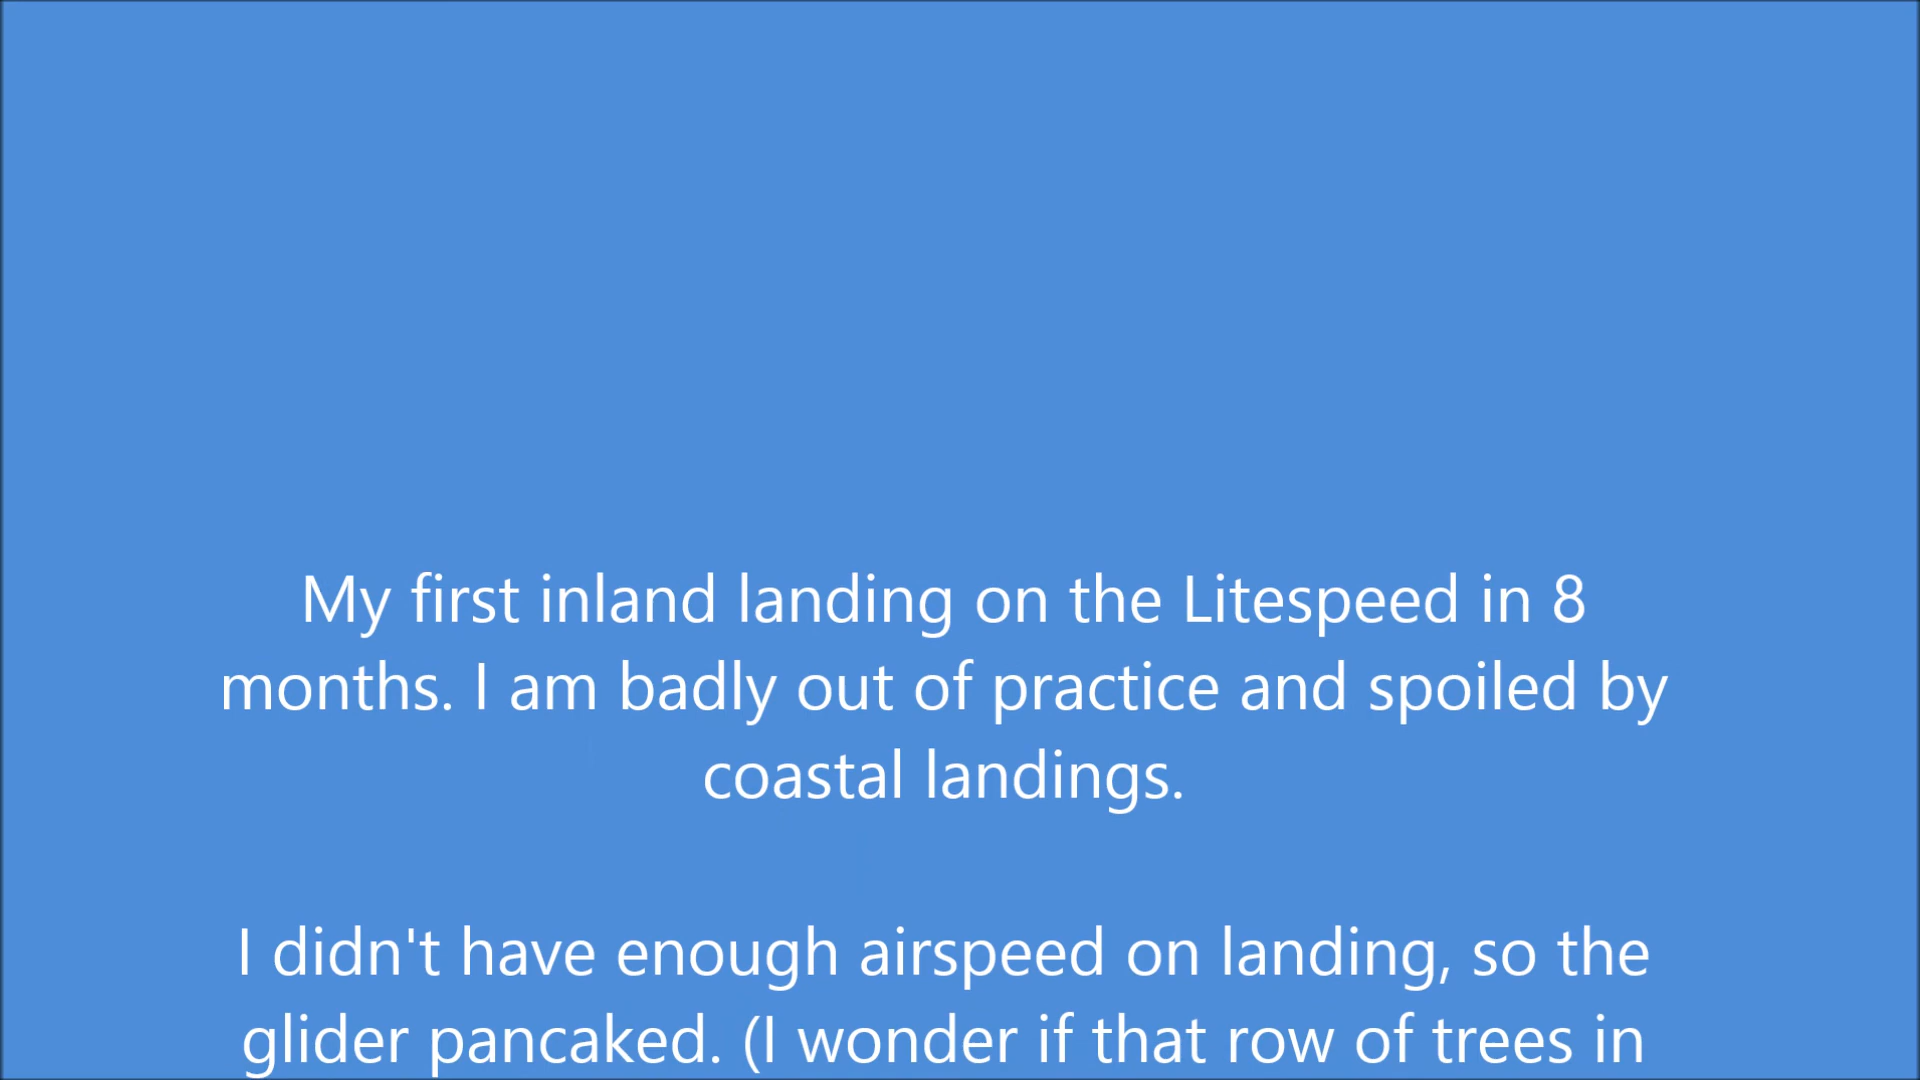 My first inland landing on the Litespeed in 8
months. I am badly out of practice and spoiled by
coastal landings.
I didn't have enough airspeed on landing, so the
glider pancaked. (I wonder if that row of trees in